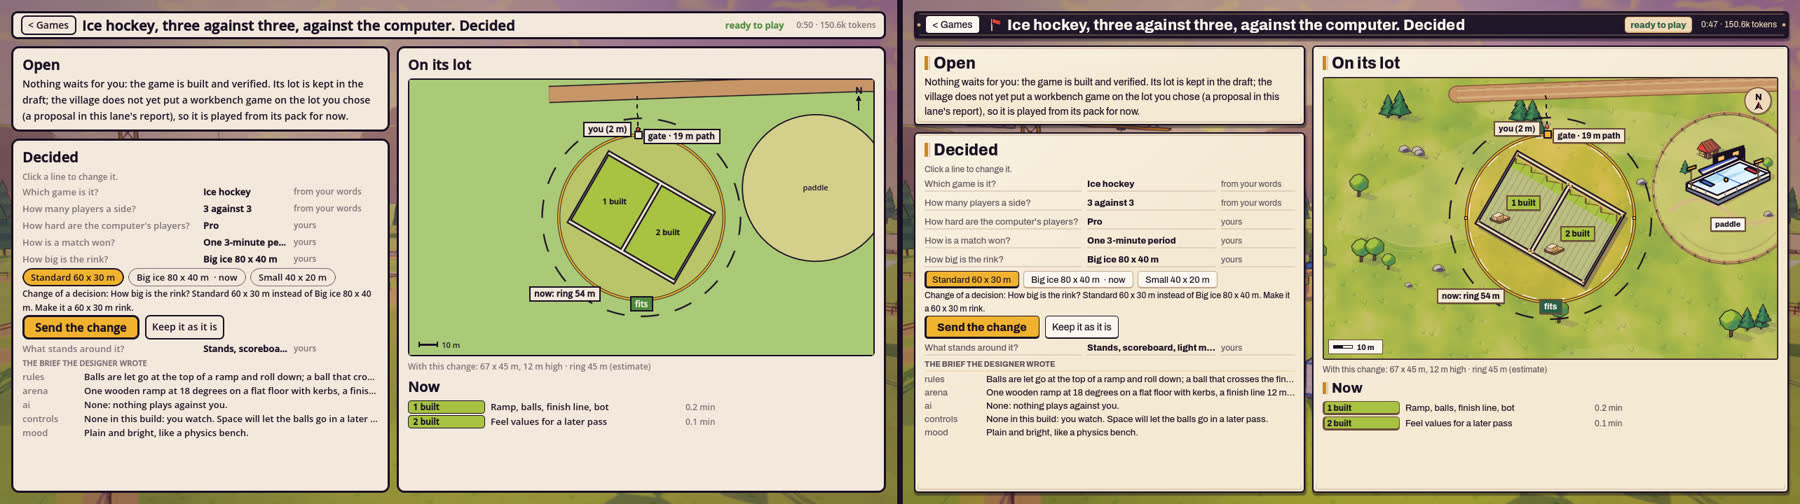 < Games
Ice hockey, three against three, against the computer. Decided
ready to play
0:50 · 150.6k tokens
Open
Nothing waits for you: the game is built and verified. Its lot is kept in the
draft; the village does not yet put a workbench game on the lot you chose
(a proposal in this lane's report), so it is played from its pack for now.
Decided
Click a line to change it.
Which game is it? Ice hockey from your words
How many players a side? 3 against 3 from your words
How hard are the computer's players? Pro yours
How is a match won? One 3-minute pe... yours
How big is the rink? Big ice 80 x 40 m yours
Standard 60 x 30 m Big ice 80 x 40 m · now Small 40 x 20 m
Change of a decision: How big is the rink? Standard 60 x 30 m instead of Big ice 80 x 40
m. Make it a 60 x 30 m rink.
Send the change Keep it as it is
What stands around it? Stands, scoreboa... yours
THE BRIEF THE DESIGNER WROTE
rules Balls are let go at the top of a ramp and roll down; a ball that cro...
arena One wooden ramp at 18 degrees on a flat floor with kerbs, a finis...
ai None: nothing plays against you.
controls None in this build: you watch. Space will let the balls go in a later ...
mood Plain and bright, like a physics bench.
On its lot
N
you (2 m)
gate · 19 m path
1 built
2 built
paddle
now: ring 54 m
fits
10 m
With this change: 67 x 45 m, 12 m high · ring 45 m (estimate)
Now
1 built Ramp, balls, finish line, bot 0.2 min
2 built Feel values for a later pass 0.1 min
< Games
Ice hockey, three against three, against the computer. Decided
ready to play
0:47 · 150.6k tokens
Open
Nothing waits for you: the game is built and verified. Its lot is kept in the draft; the
village does not yet put a workbench game on the lot you chose (a proposal in this
lane's report), so it is played from its pack for now.
Decided
Click a line to change it.
Which game is it? Ice hockey from your words
How many players a side? 3 against 3 from your words
How hard are the computer's players? Pro yours
How is a match won? One 3-minute period yours
How big is the rink? Big ice 80 x 40 m yours
Standard 60 x 30 m Big ice 80 x 40 m · now Small 40 x 20 m
Change of a decision: How big is the rink? Standard 60 x 30 m instead of Big ice 80 x 40 m. Make it
a 60 x 30 m rink.
Send the change Keep it as it is
What stands around it? Stands, scoreboard, light m... yours
THE BRIEF THE DESIGNER WROTE
rules Balls are let go at the top of a ramp and roll down; a ball that crosses the fin...
arena One wooden ramp at 18 degrees on a flat floor with kerbs, a finish line 12 m...
ai None: nothing plays against you.
controls None in this build: you watch. Space will let the balls go in a later pass.
mood Plain and bright, like a physics bench.
On its lot
N
you (2 m)
gate · 19 m path
1 built
2 built
paddle
now: ring 54 m
fits
10 m
With this change: 67 x 45 m, 12 m high · ring 45 m (estimate)
Now
1 built Ramp, balls, finish line, bot 0.2 min
2 built Feel values for a later pass 0.1 min